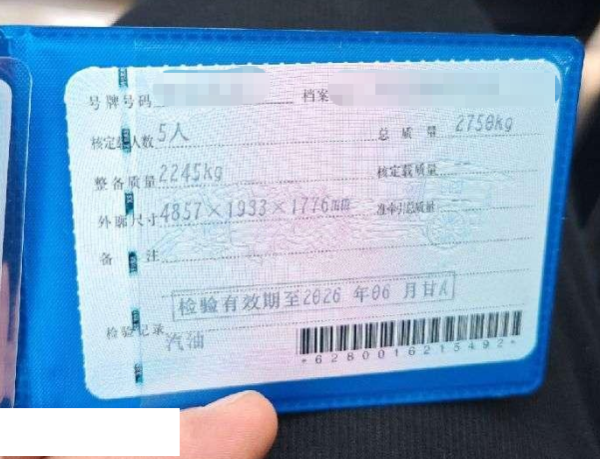 号牌号码 档案
核定载人数 5人 总质量 2750kg
整备质量 2245kg 核定载质量
外廓尺寸 4857×1933×1776mm 准牵引总质量
备注
检验有效期至2026年06月甘A
检验记录
汽油
*6280016215492*